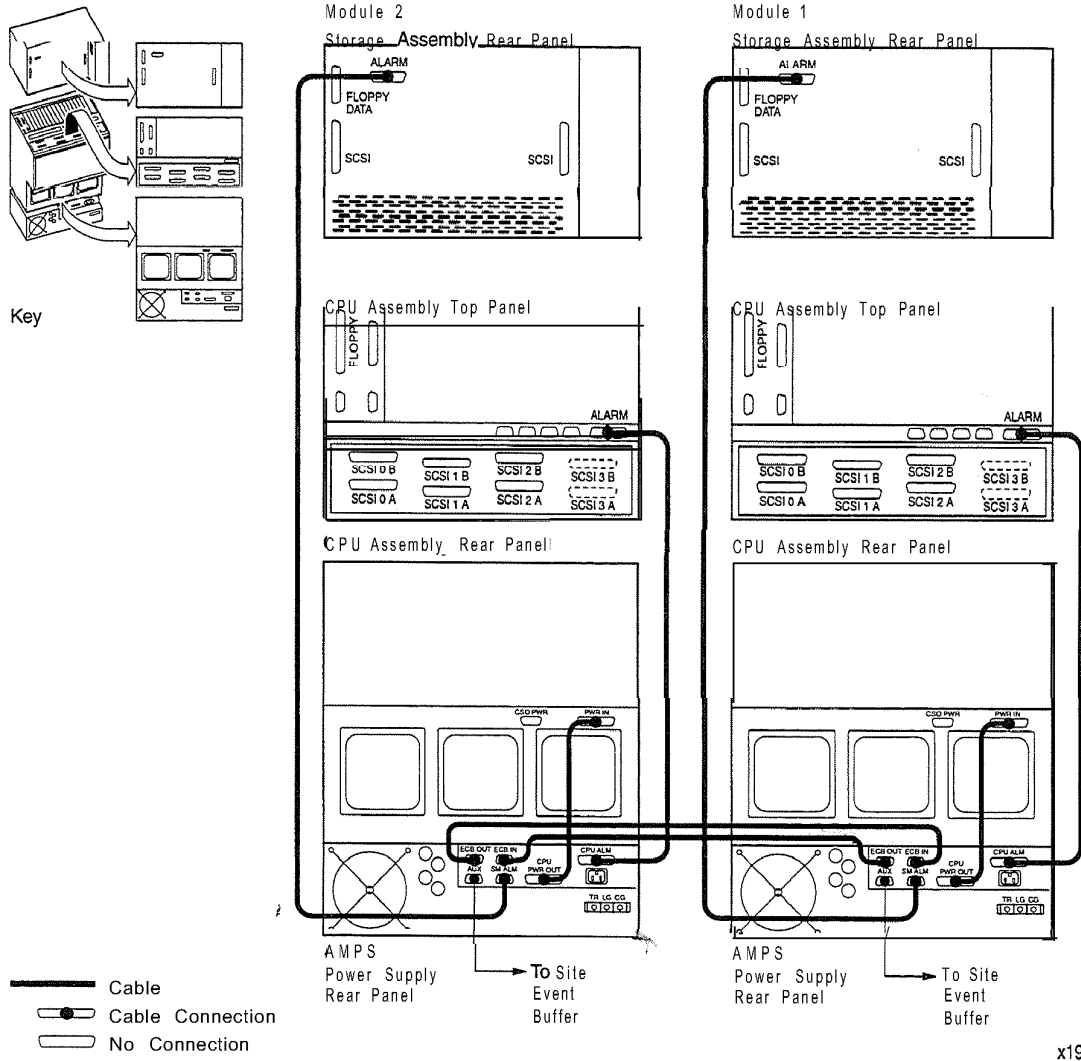 Module 2
Storage Assembly Rear Panel
ALARM
FLOPPY
DATA
SCSI
SCSI
Module 1
Storage Assembly Rear Panel
ALARM
FLOPPY
DATA
SCSI
SCSI
Key
CPU Assembly Top Panel
FLOPPY
ALARM
SCSI 0 B
SCSI 1 B
SCSI 2 B
SCSI 3 B
SCSI 0 A
SCSI 1 A
SCSI 2 A
SCSI 3 A
CPU Assembly Top Panel
FLOPPY
ALARM
SCSI 0 B
SCSI 1 B
SCSI 2 B
SCSI 3 B
SCSI 0 A
SCSI 1 A
SCSI 2 A
SCSI 3 A
CPU Assembly Rear Panel
CSO PWR
PWR IN
ECB OUT
ECB IN
AUX
SM ALM
CPU
PWR OUT
CPU ALM
TR LG CG
AMPS
Power Supply
Rear Panel
To Site
Event
Buffer
CPU Assembly Rear Panel
CSO PWR
PWR IN
ECB OUT
ECB IN
AUX
SM ALM
CPU
PWR OUT
CPU ALM
TR LG CG
AMPS
Power Supply
Rear Panel
To Site
Event
Buffer
Cable
Cable Connection
No Connection
x19